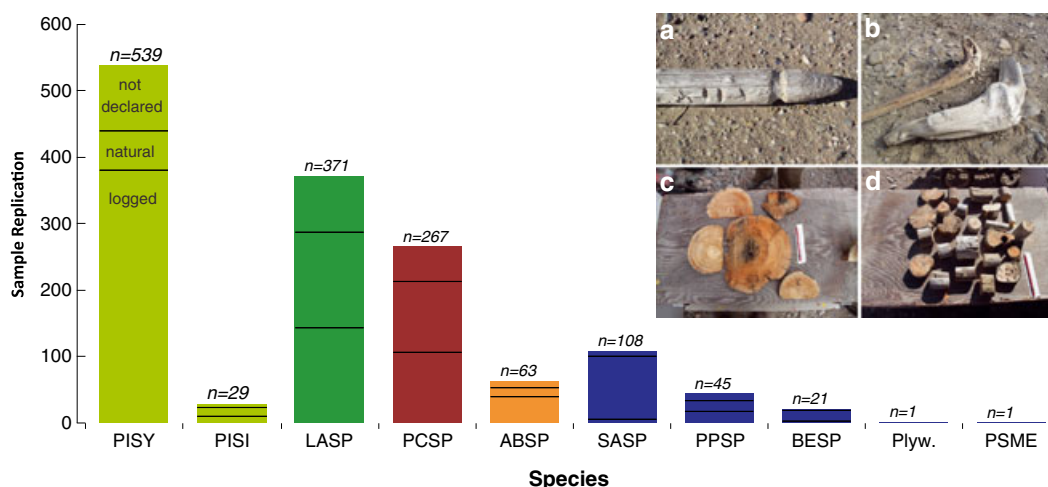 600
500
400
300
200
100
0
Sample Replication
n=539
not
declared
natural
logged
n=29
n=371
n=267
n=63
n=108
n=45
n=21
n=1
n=1
PISY
PISI
LASP
PCSP
ABSP
SASP
PPSP
BESP
Plyw.
PSME
Species
a
b
c
d